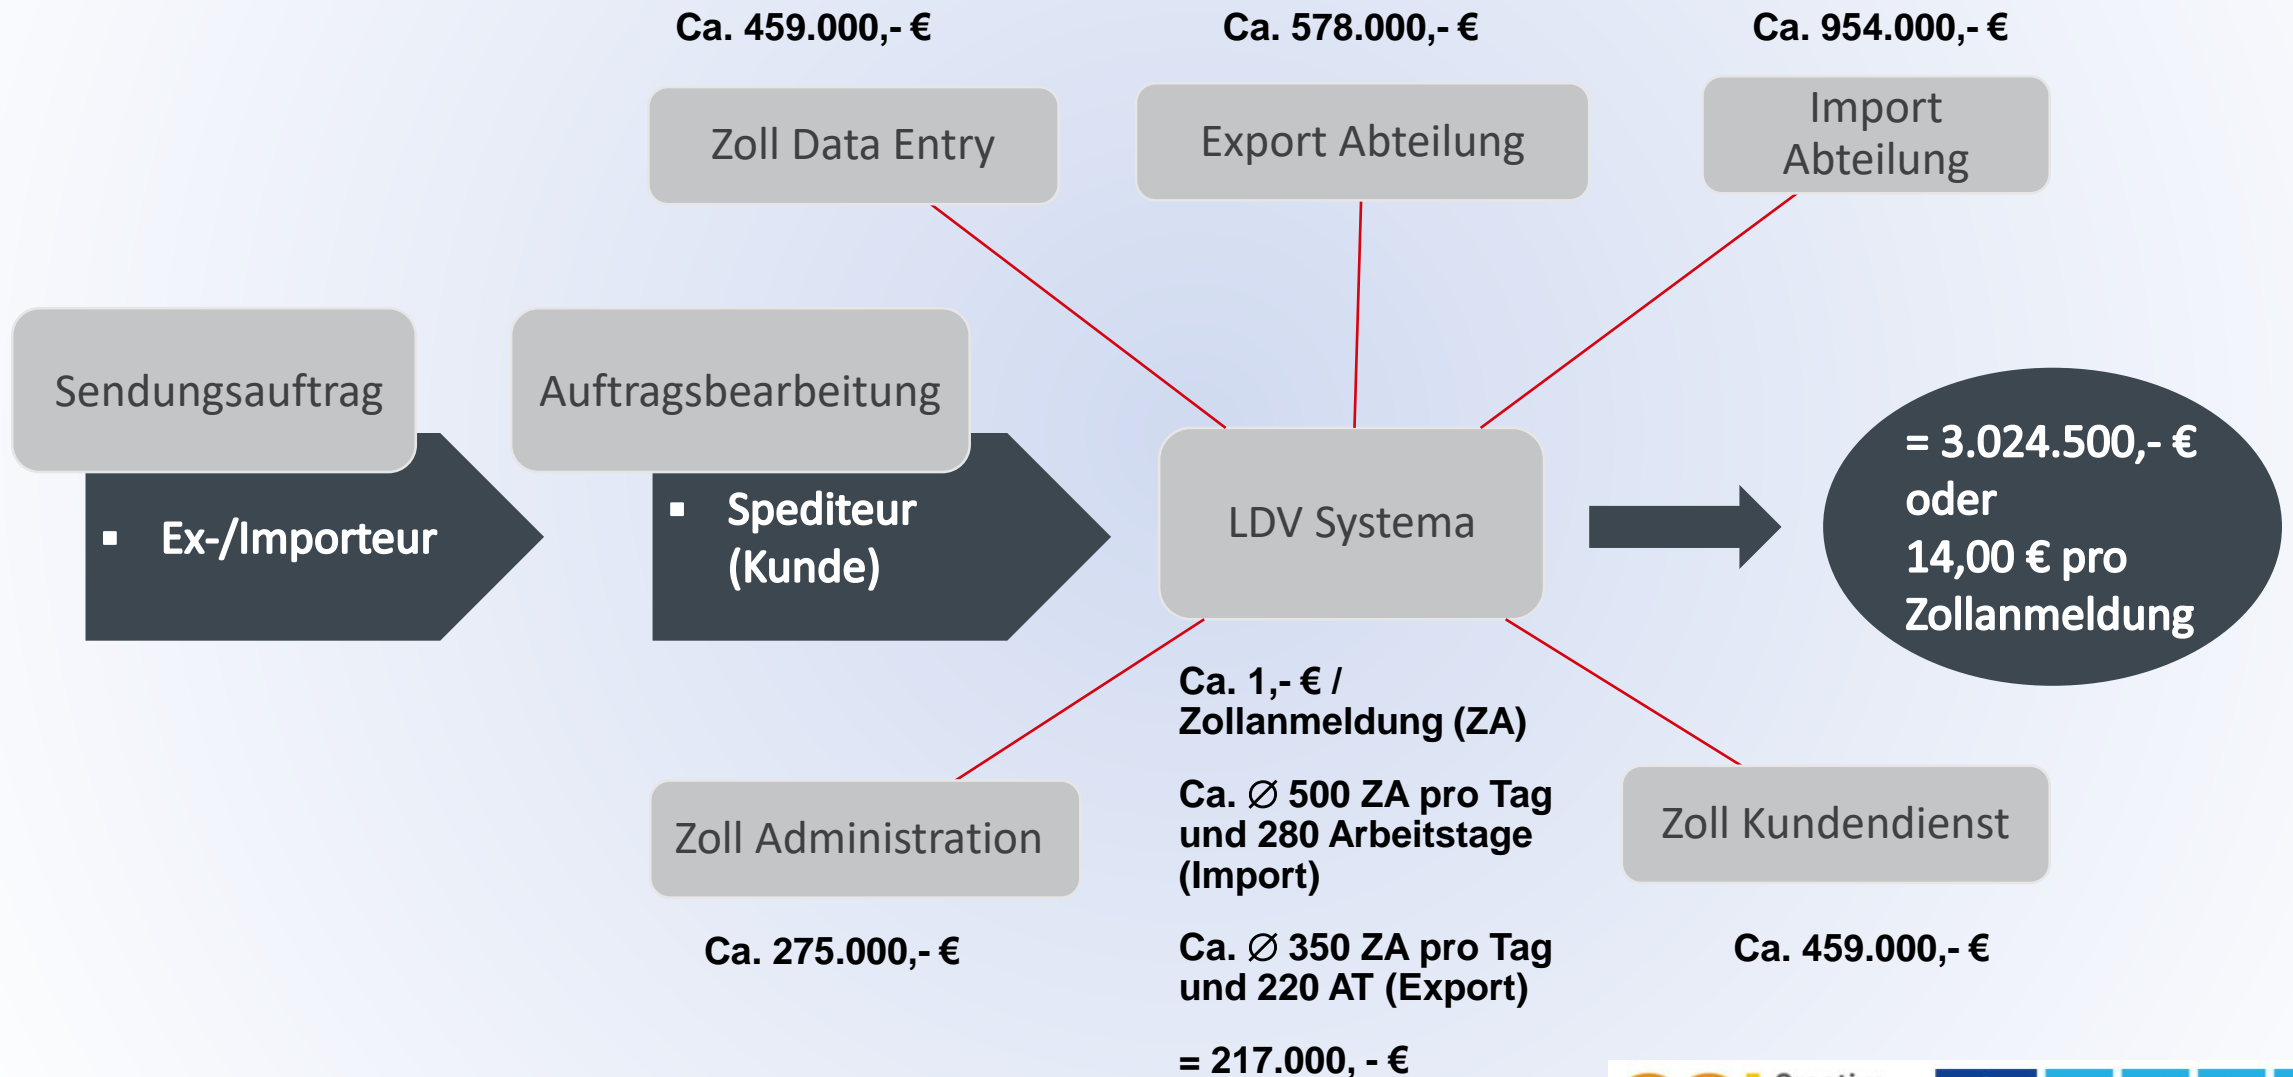 Ca. 459.000,- €
Ca. 578.000,- €
Ca. 954.000,- €
Zoll Data Entry
Export Abteilung
Import
Abteilung
Sendungsauftrag
Auftragsbearbeitung
▪ Ex-/Importeur
▪ Spediteur
(Kunde)
LDV Systema
= 3.024.500,- €
oder
14,00 € pro
Zollanmeldung
Ca. 1,- € /
Zollanmeldung (ZA)
Ca. ∅ 500 ZA pro Tag
und 280 Arbeitstage
(Import)
Ca. ∅ 350 ZA pro Tag
und 220 AT (Export)
= 217.000, - €
Zoll Administration
Ca. 275.000,- €
Zoll Kundendienst
Ca. 459.000,- €